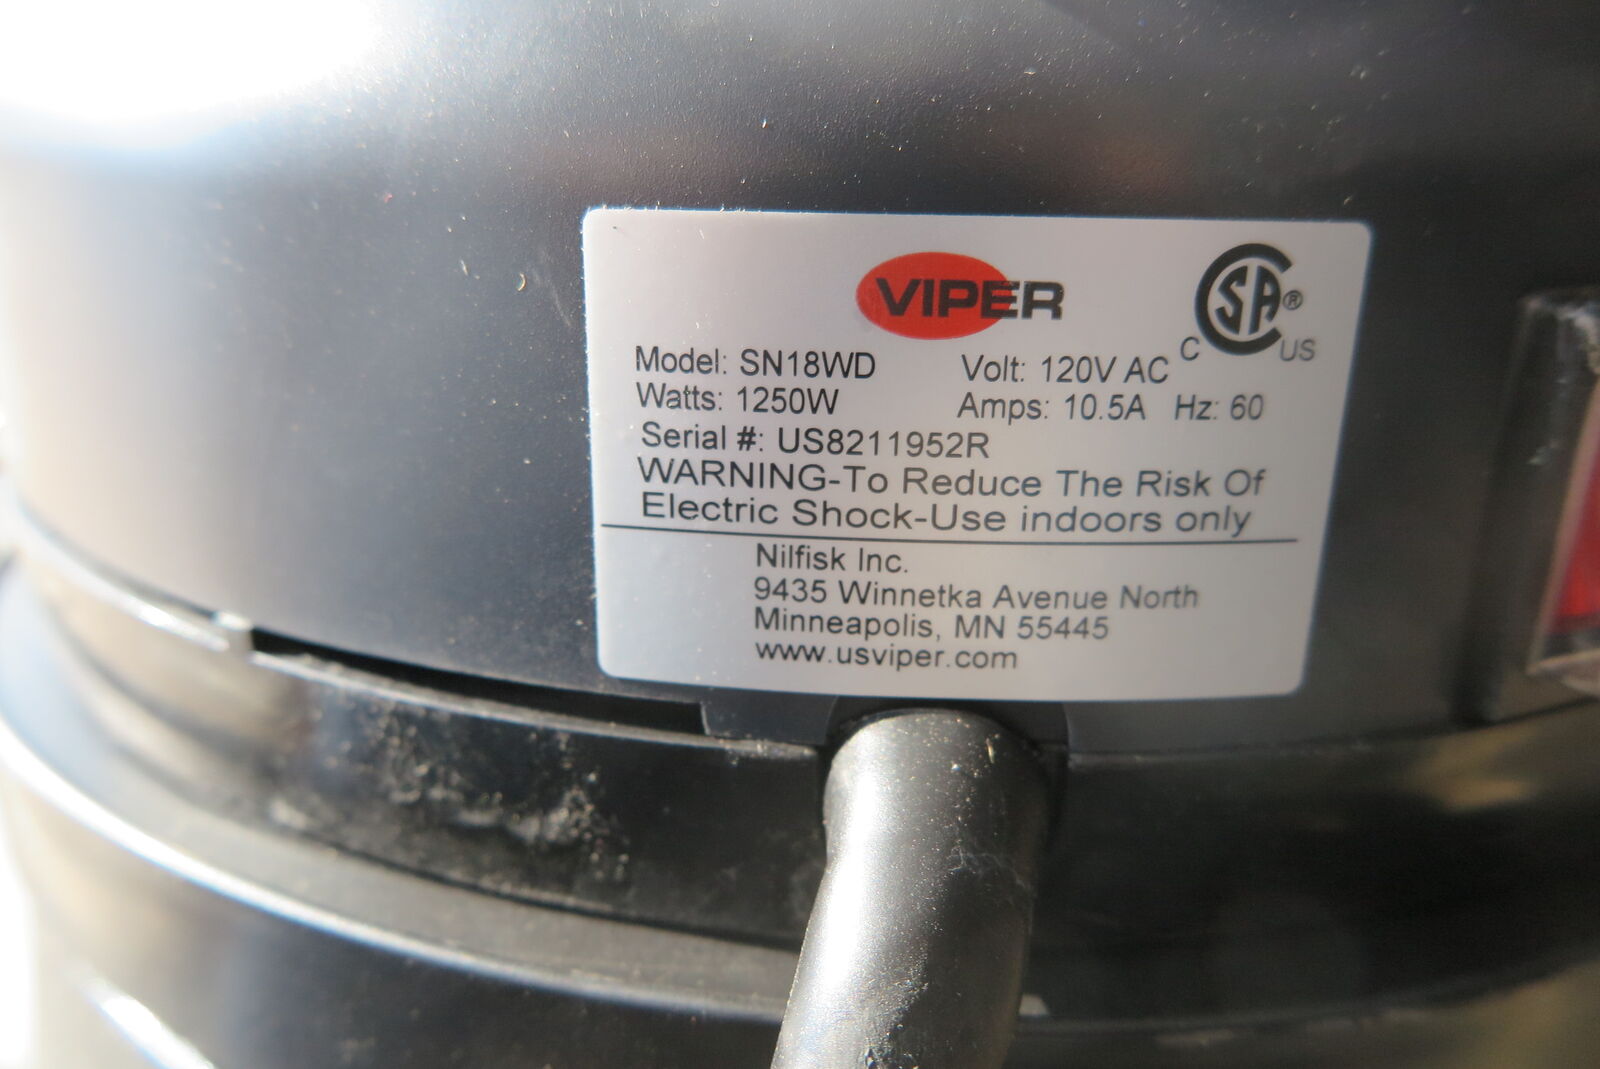 VIPER
CSA®
C US
Model: SN18WD Volt: 120V AC
Watts: 1250W Amps: 10.5A Hz: 60
Serial #: US8211952R
WARNING-To Reduce The Risk Of
Electric Shock-Use indoors only
Nilfisk Inc.
9435 Winnetka Avenue North
Minneapolis, MN 55445
www.usviper.com